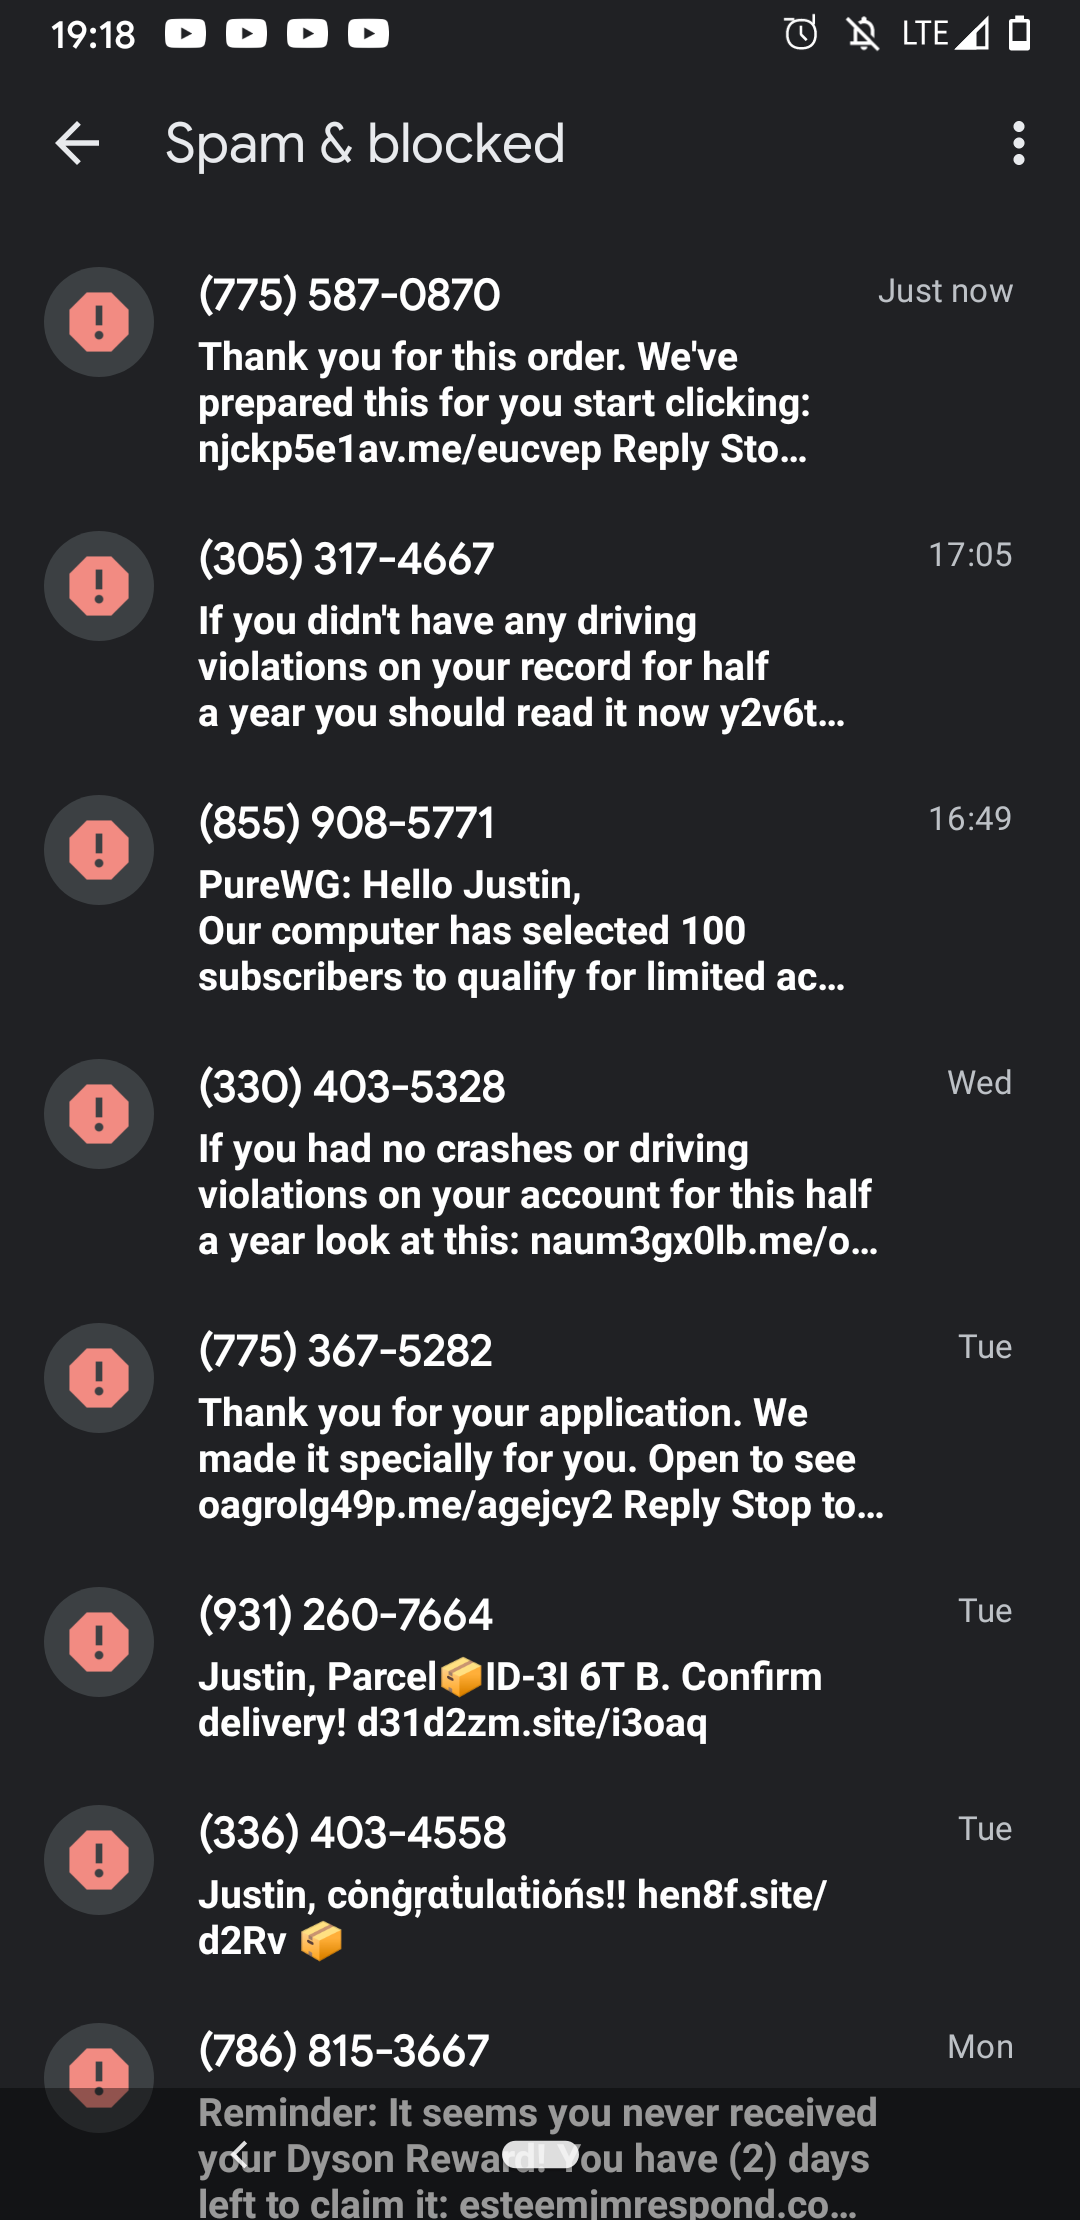 19:18
LTE
Spam & blocked
(775) 587-0870
Just now
Thank you for this order. We've
prepared this for you start clicking:
njckp5e1av.me/eucvep Reply Sto...
(305) 317-4667
17:05
If you didn't have any driving
violations on your record for half
a year you should read it now y2v6t...
(855) 908-5771
16:49
PureWG: Hello Justin,
Our computer has selected 100
subscribers to qualify for limited ac...
(330) 403-5328
Wed
If you had no crashes or driving
violations on your account for this half
a year look at this: naum3gx0lb.me/o...
(775) 367-5282
Tue
Thank you for your application. We
made it specially for you. Open to see
oagrolg49p.me/agejcy2 Reply Stop to...
(931) 260-7664
Tue
Justin, Parcel📦ID-3I 6T B. Confirm
delivery! d31d2zm.site/i3oaq
(336) 403-4558
Tue
Justin, cȯnġŗɑṫulɑṫiȯńs!! hen8f.site/
d2Rv 📦
(786) 815-3667
Mon
Reminder: It seems you never received
your Dyson Reward! You have (2) days
left to claim it: esteemjmrespond.co...